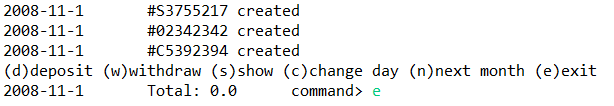 2008-11-1 #S3755217 created
2008-11-1 #02342342 created
2008-11-1 #C5392394 created
(d)deposit (w)withdraw (s)show (c)change day (n)next month (e)exit
2008-11-1 Total: 0.0 command> e